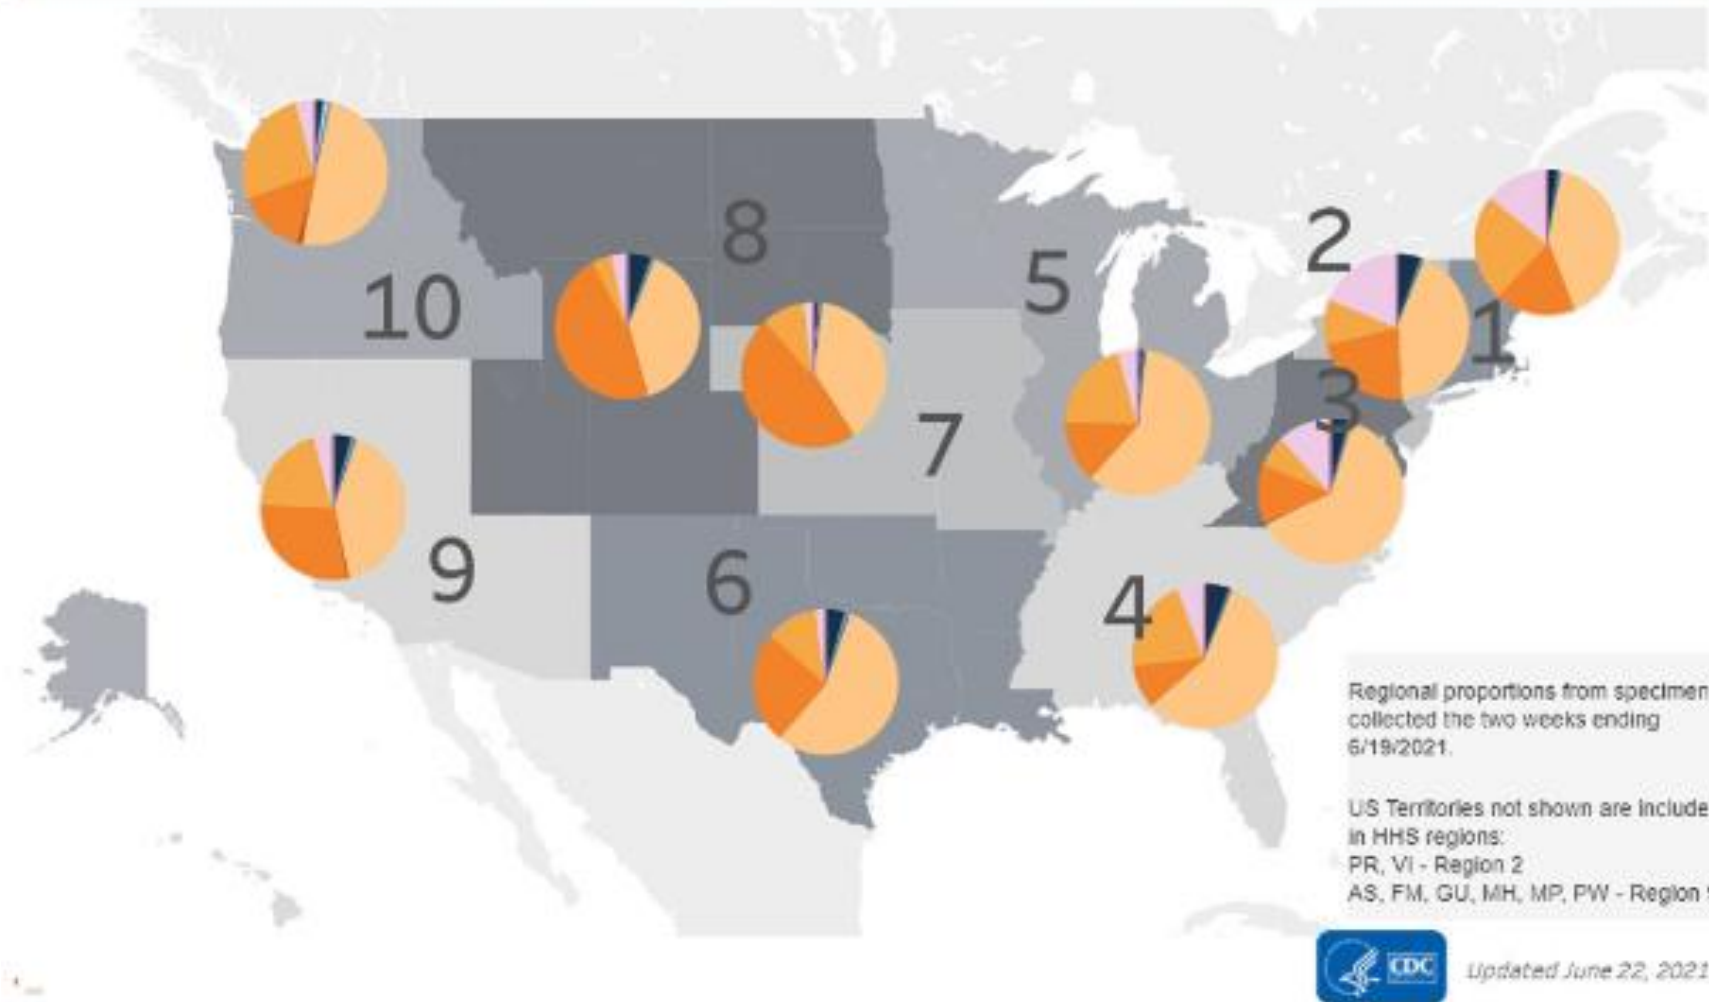 10
8
5
2
1
3
7
9
6
4
Regional proportions from specimen
collected the two weeks ending
6/19/2021.
US Territories not shown are include
in HHS regions:
PR, VI - Region 2
AS, FM, GU, MH, MP, PW - Region
CDC
Updated June 22, 2021